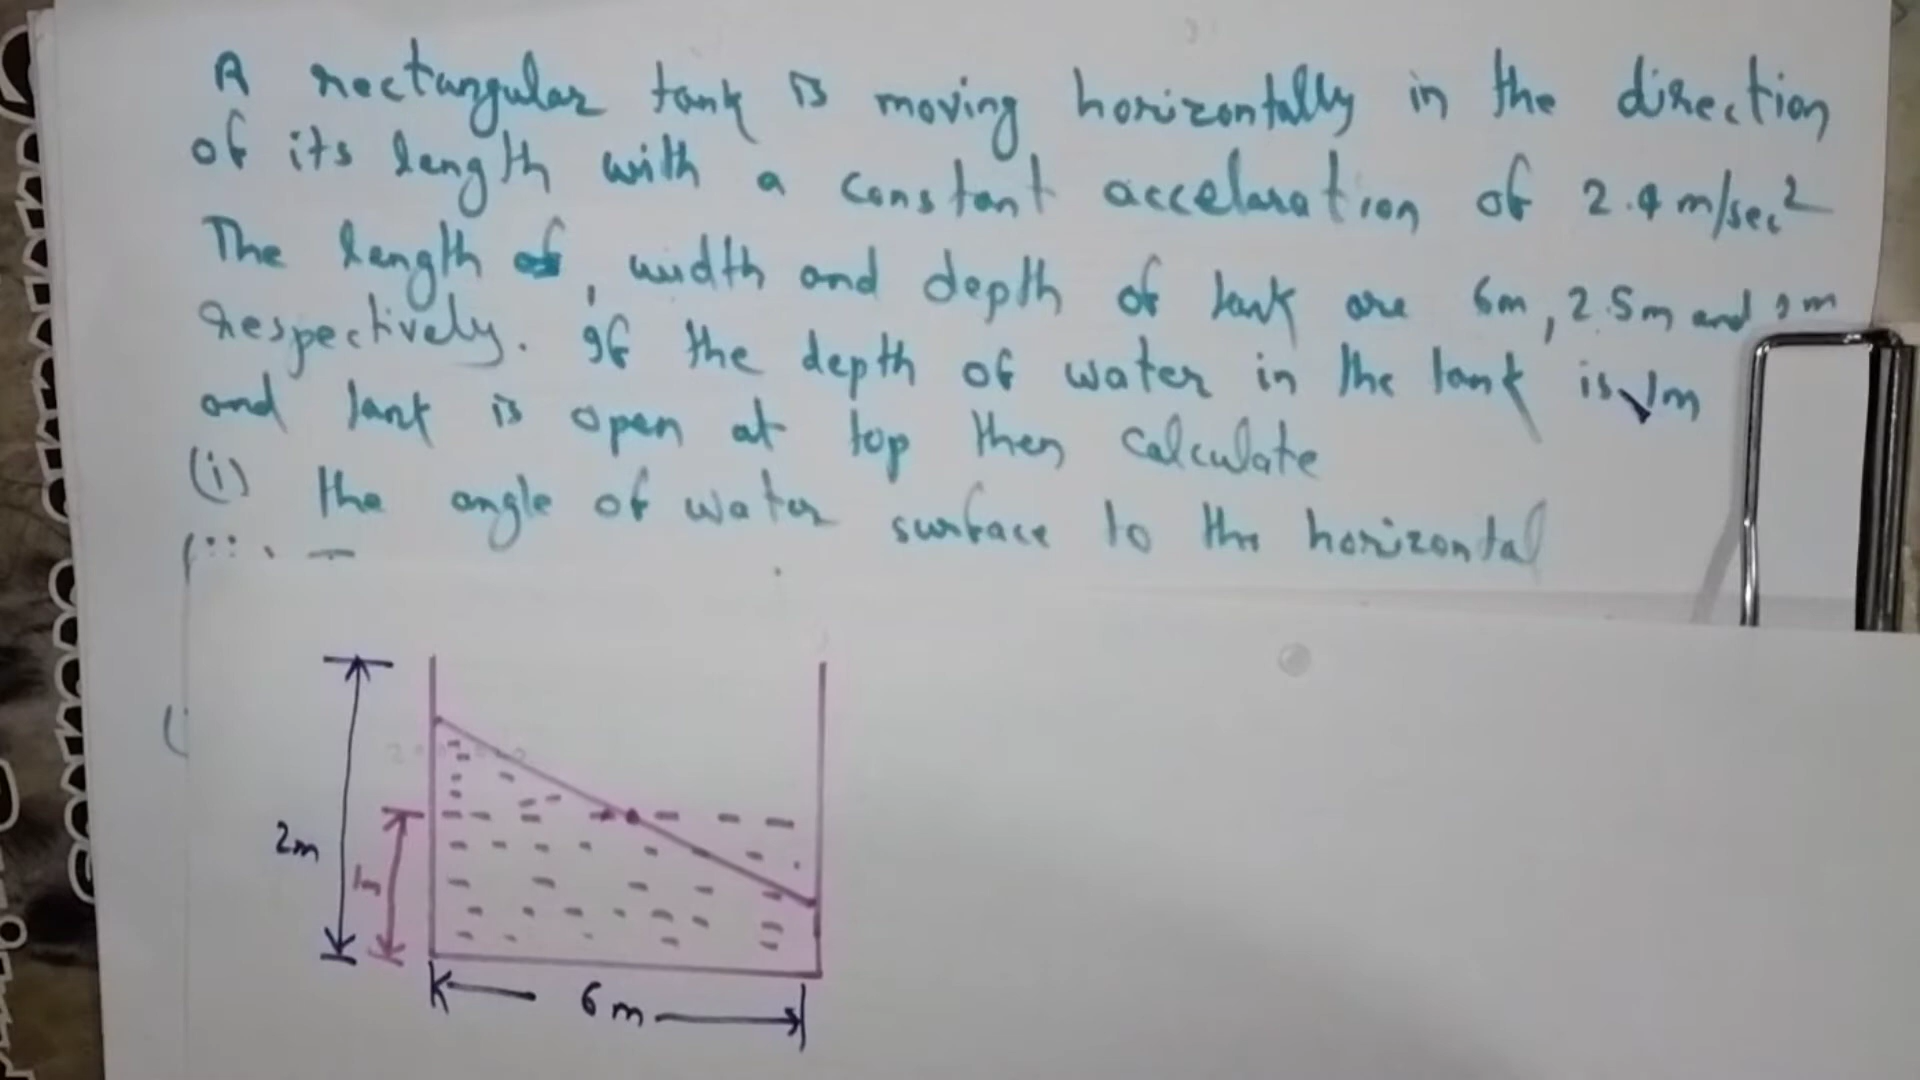 A rectangular tank is moving horizontally in the direction
of its length with a constant accelaration of 2.4 m/sec²
The length of, width and depth of tank are 6m, 2.5m and 2m
respectively. If the depth of water in the tank is 1m
and tank is open at top then calculate
(i) the angle of water surface to the horizontal
2m
1m
6m